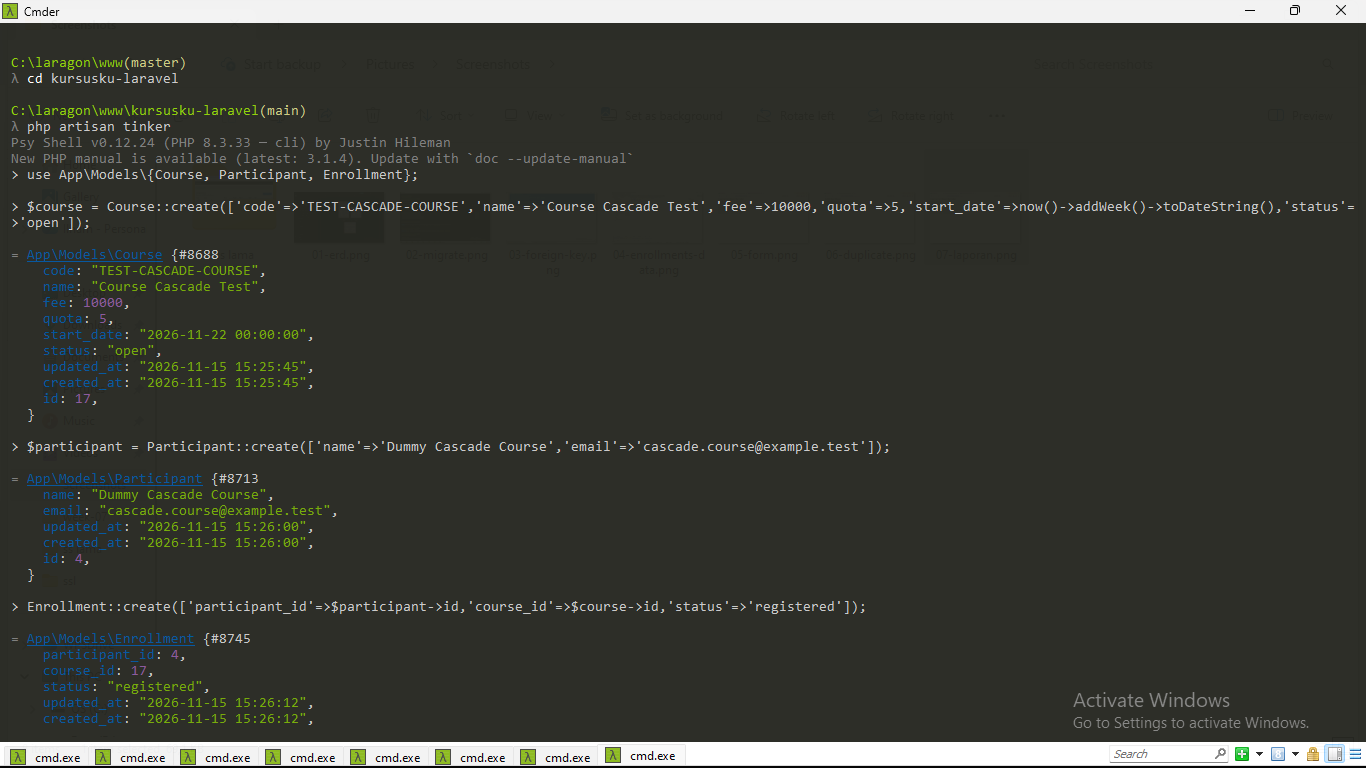 Cmder
C:\laragon\www(master)
λ cd kursusku-laravel
C:\laragon\www\kursusku-laravel(main)
λ php artisan tinker
Psy Shell v0.12.24 (PHP 8.3.33 — cli) by Justin Hileman
New PHP manual is available (latest: 3.1.4). Update with `doc --update-manual`
> use App\Models\{Course, Participant, Enrollment};
> $course = Course::create(['code'=>'TEST-CASCADE-COURSE','name'=>'Course Cascade Test','fee'=>10000,'quota'=>5,'start_date'=>now()->addWeek()->toDateString(),'status'=
>'open']);
= App\Models\Course {#8688
code: "TEST-CASCADE-COURSE",
name: "Course Cascade Test",
fee: 10000,
quota: 5,
start_date: "2026-11-22 00:00:00",
status: "open",
updated_at: "2026-11-15 15:25:45",
created_at: "2026-11-15 15:25:45",
id: 17,
}
> $participant = Participant::create(['name'=>'Dummy Cascade Course','email'=>'cascade.course@example.test']);
= App\Models\Participant {#8713
name: "Dummy Cascade Course",
email: "cascade.course@example.test",
updated_at: "2026-11-15 15:26:00",
created_at: "2026-11-15 15:26:00",
id: 4,
}
> Enrollment::create(['participant_id'=>$participant->id,'course_id'=>$course->id,'status'=>'registered']);
= App\Models\Enrollment {#8745
participant_id: 4,
course_id: 17,
status: "registered",
updated_at: "2026-11-15 15:26:12",
created_at: "2026-11-15 15:26:12",
Activate Windows
Go to Settings to activate Windows.
cmd.exe cmd.exe cmd.exe cmd.exe cmd.exe cmd.exe cmd.exe cmd.exe Search